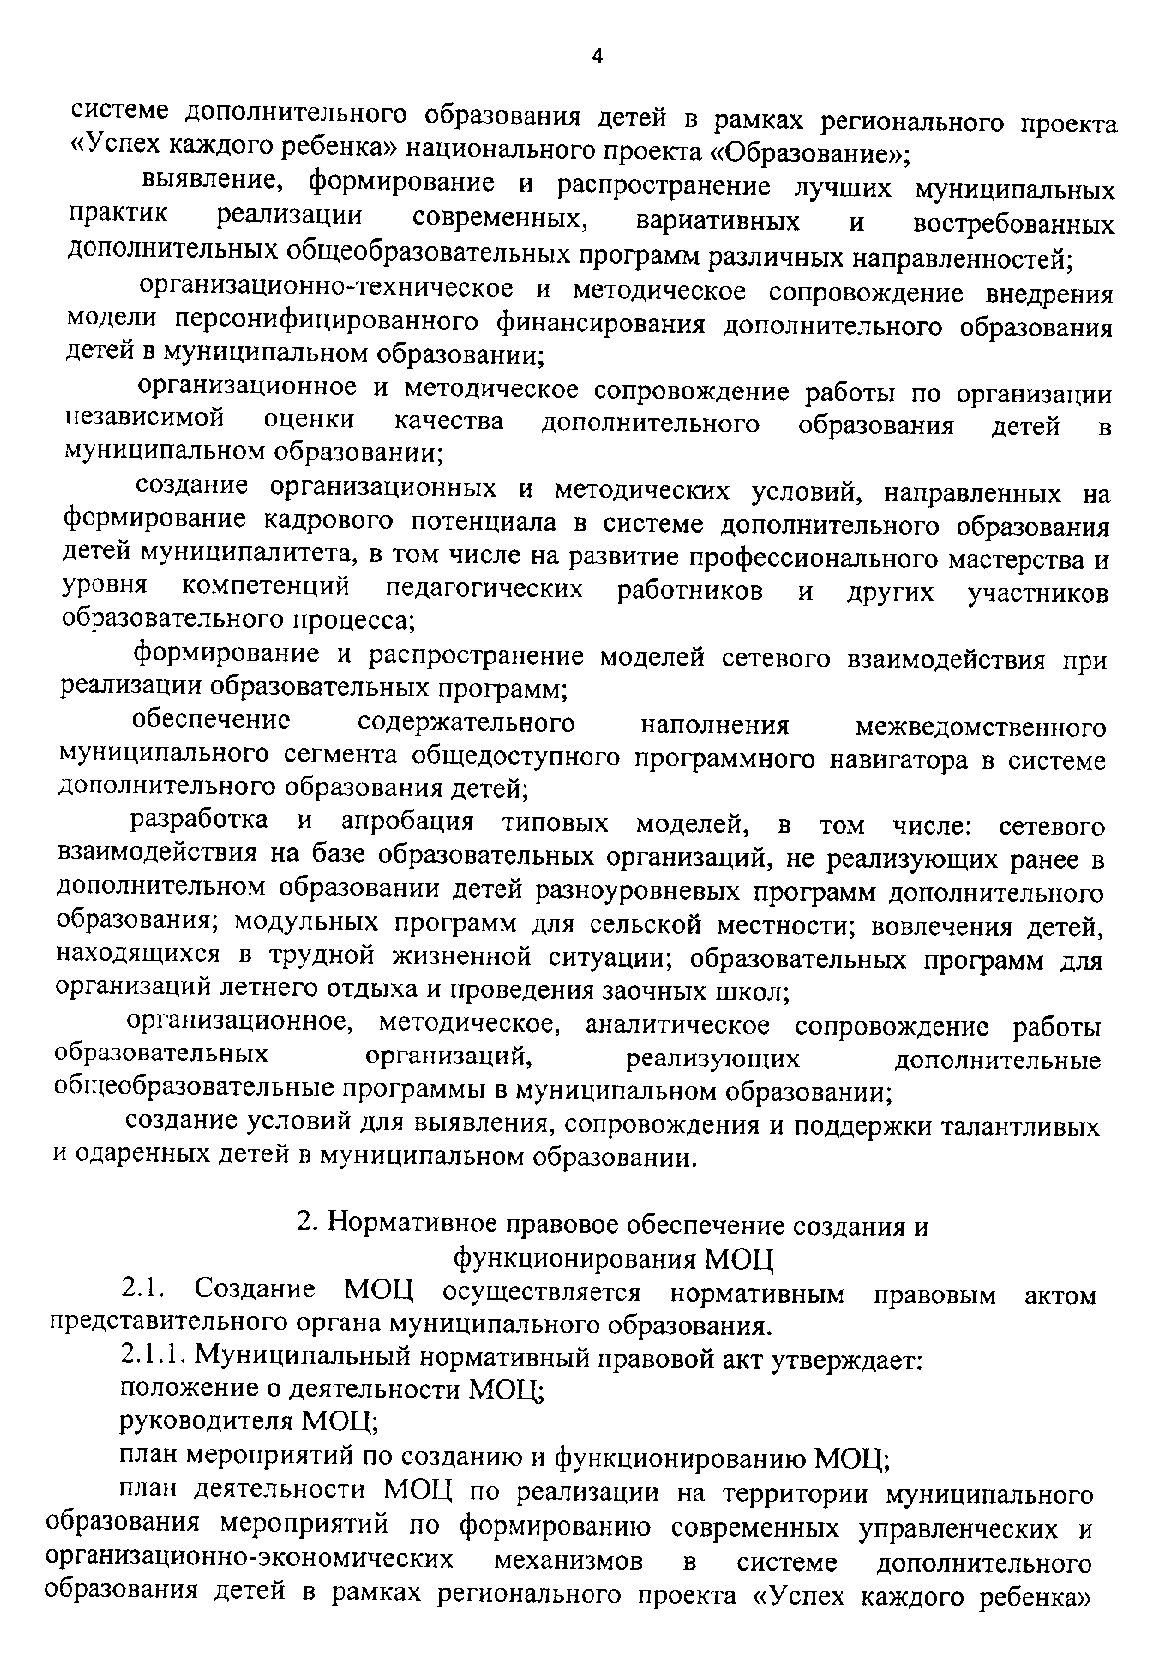 4
системе дополнительного образования детей в рамках регионального проекта
«Успех каждого ребенка» национального проекта «Образование»;
выявление, формирование и распространение лучших муниципальных
практик реализации современных, вариативных и востребованных
дополнительных общеобразовательных программ различных направленностей;
организационно-техническое и методическое сопровождение внедрения
модели персонифицированного финансирования дополнительного образования
детей в муниципальном образовании;
организационное и методическое сопровождение работы по организации
независимой оценки качества дополнительного образования детей в
муниципальном образовании;
создание организационных и методических условий, направленных на
формирование кадрового потенциала в системе дополнительного образования
детей муниципалитета, в том числе на развитие профессионального мастерства и
уровня компетенций педагогических работников и других участников
образовательного процесса;
формирование и распространение моделей сетевого взаимодействия при
реализации образовательных программ;
обеспечение содержательного наполнения межведомственного
муниципального сегмента общедоступного программного навигатора в системе
дополнительного образования детей;
разработка и апробация типовых моделей, в том числе: сетевого
взаимодействия на базе образовательных организаций, не реализующих ранее в
дополнительном образовании детей разноуровневых программ дополнительного
образования; модульных программ для сельской местности; вовлечения детей,
находящихся в трудной жизненной ситуации; образовательных программ для
организаций летнего отдыха и проведения заочных школ;
организационное, методическое, аналитическое сопровождение работы
образовательных организаций, реализующих дополнительные
общеобразовательные программы в муниципальном образовании;
создание условий для выявления, сопровождения и поддержки талантливых
и одаренных детей в муниципальном образовании.
2. Нормативное правовое обеспечение создания и
функционирования МОЦ
2.1. Создание МОЦ осуществляется нормативным правовым актом
представительного органа муниципального образования.
2.1.1. Муниципальный нормативный правовой акт утверждает:
положение о деятельности МОЦ;
руководителя МОЦ;
план мероприятий по созданию и функционированию МОЦ;
план деятельности МОЦ по реализации на территории муниципального
образования мероприятий по формированию современных управленческих и
организационно-экономических механизмов в системе дополнительного
образования детей в рамках регионального проекта «Успех каждого ребенка»